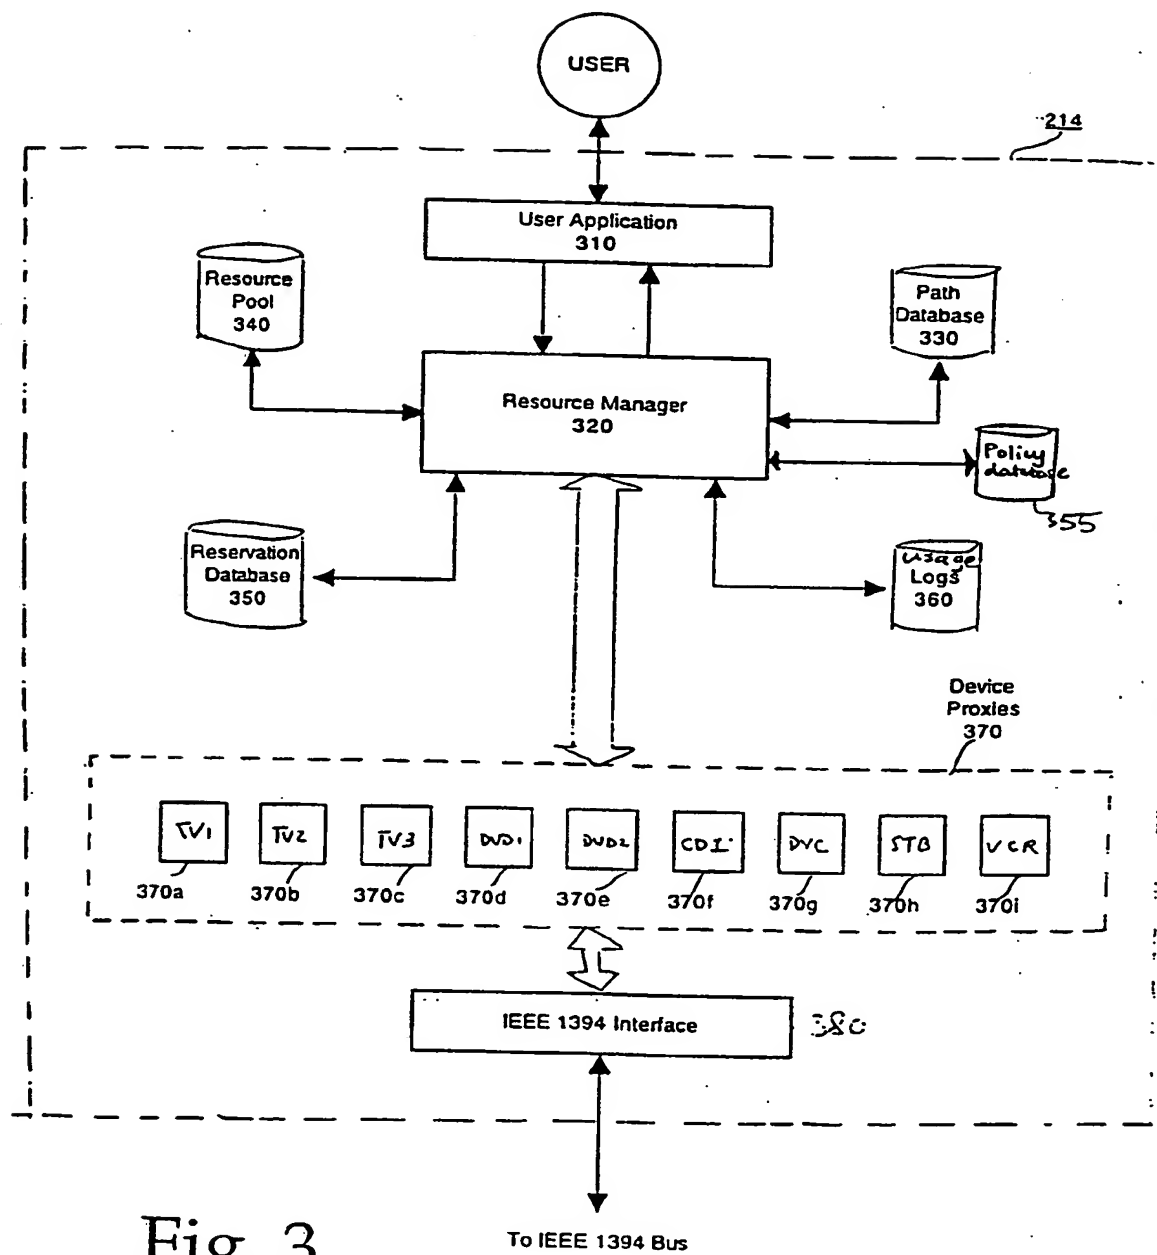 USER
214
User Application
310
Resource
Pool
340
Path
Database
330
Resource Manager
320
Policy
database
355
Reservation
Database
350
usage
Logs
360
Device
Proxies
370
TV1
TV2
TV3
DVD1
DVD2
CDI
DVC
STB
VCR
370a
370b
370c
370d
370e
370f
370g
370h
370i
IEEE 1394 Interface
380
To IEEE 1394 Bus
Fig. 3